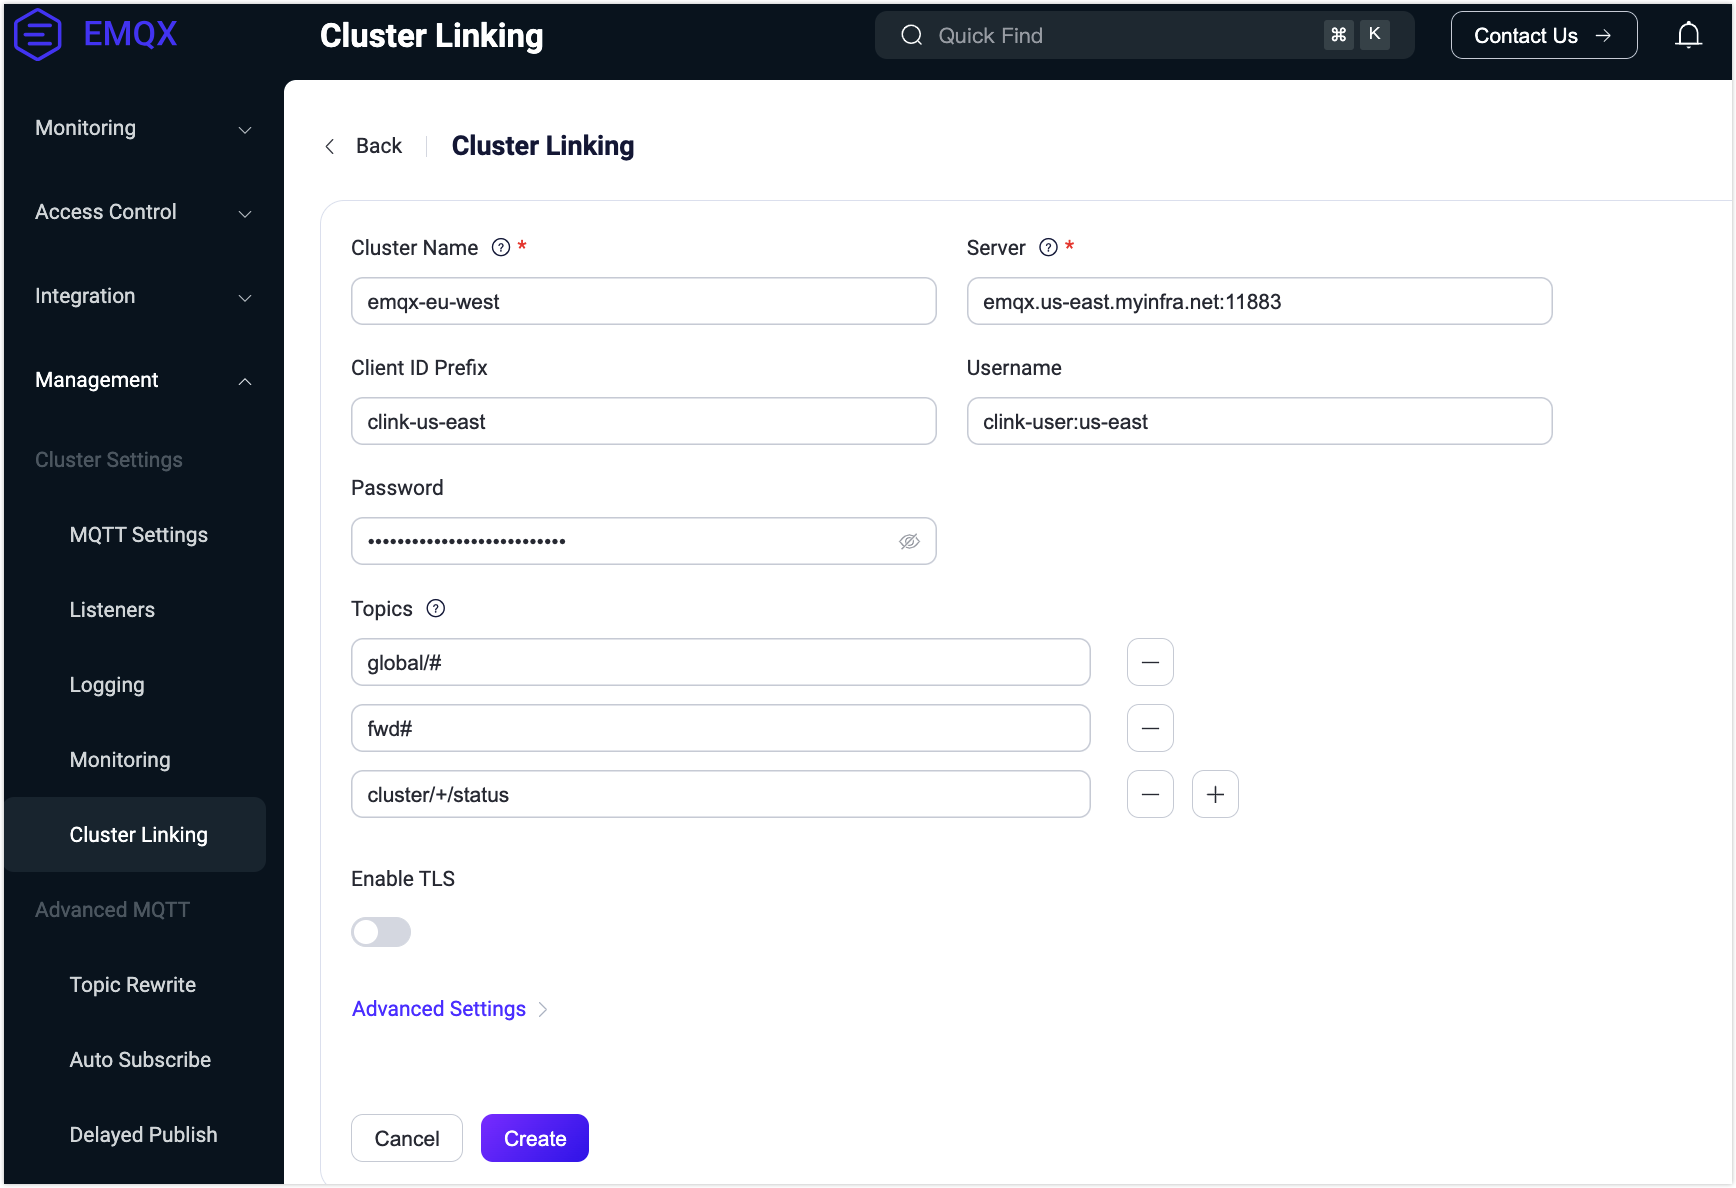 EMQX
Cluster Linking
Quick Find
⌘ K
Contact Us →
Monitoring
Access Control
Integration
Management
Cluster Settings
MQTT Settings
Listeners
Logging
Monitoring
Cluster Linking
Advanced MQTT
Topic Rewrite
Auto Subscribe
Delayed Publish
Back
Cluster Linking
Cluster Name ? *
Server ? *
emqx-eu-west
emqx.us-east.myinfra.net:11883
Client ID Prefix
Username
clink-us-east
clink-user:us-east
Password
•••••••••••••••••••••••••••
Topics ?
global/#
fwd#
cluster/+/status
Enable TLS
Advanced Settings
Cancel
Create